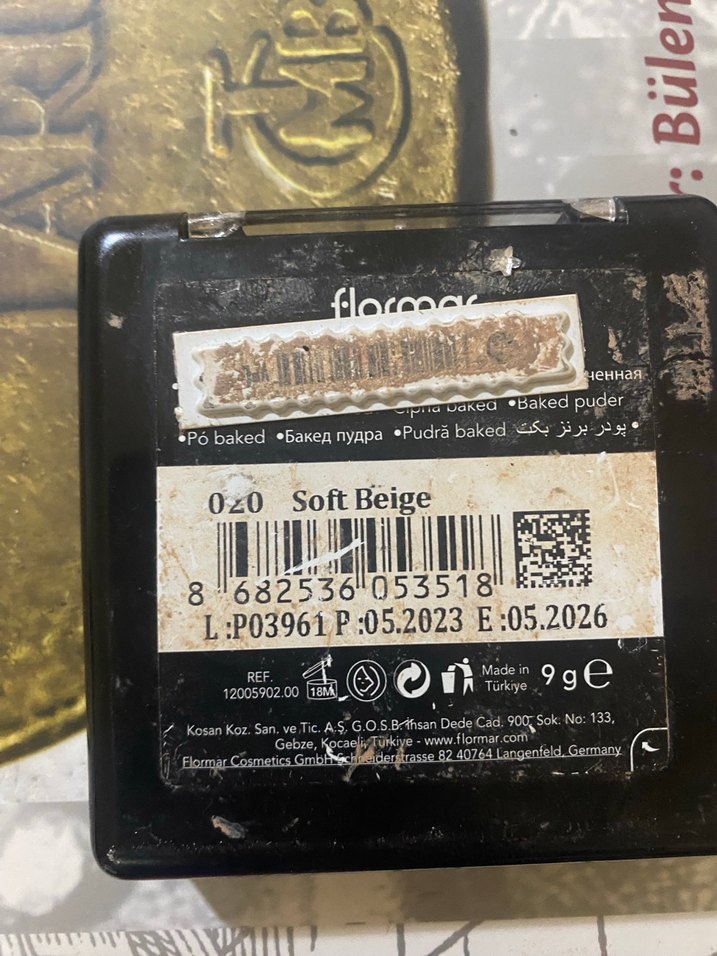 TMB
r: Bülen
flormar
ченная
Cipria baked •Baked puder
•Pó baked •Бакед пудра •Pudră baked پودر برنز بکت •
020 Soft Beige
8 682536 053518
L :P03961 P :05.2023 E :05.2026
REF.
12005902.00
18M
Made in
Türkiye
9 g e
Kosan Koz. San. ve Tic. A.Ş. G.O.S.B. İhsan Dede Cad. 900. Sok. No: 133,
Gebze, Kocaeli, Türkiye - www.flormar.com
Flormar Cosmetics GmbH Schneiderstrasse 82 40764 Langenfeld, Germany